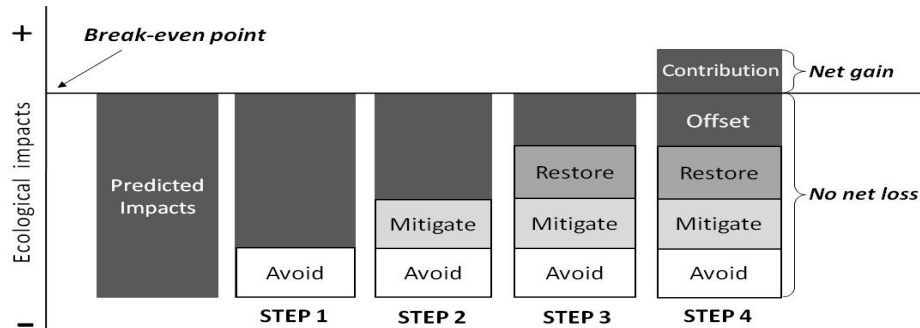 +
Break-even point
Contribution
Net gain
Ecological impacts
Predicted
Impacts
Offset
Restore
Restore
No net loss
Mitigate
Mitigate
Mitigate
Avoid
Avoid
Avoid
Avoid
STEP 1
STEP 2
STEP 3
STEP 4
–